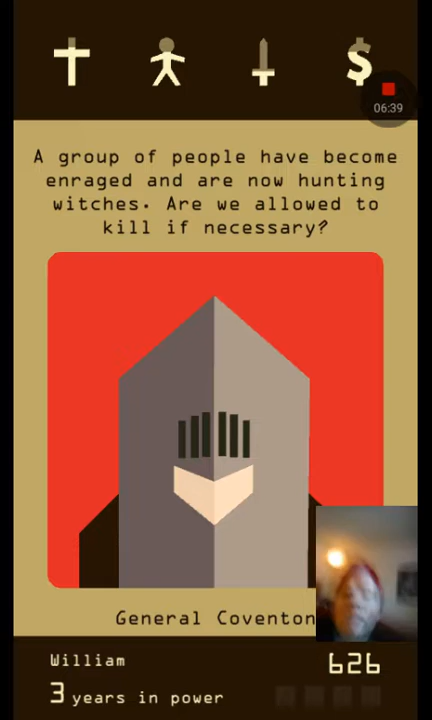 $
06:39
A group of people have become
enraged and are now hunting
witches. Are we allowed to
kill if necessary?
General Coventon
William
626
3 years in power